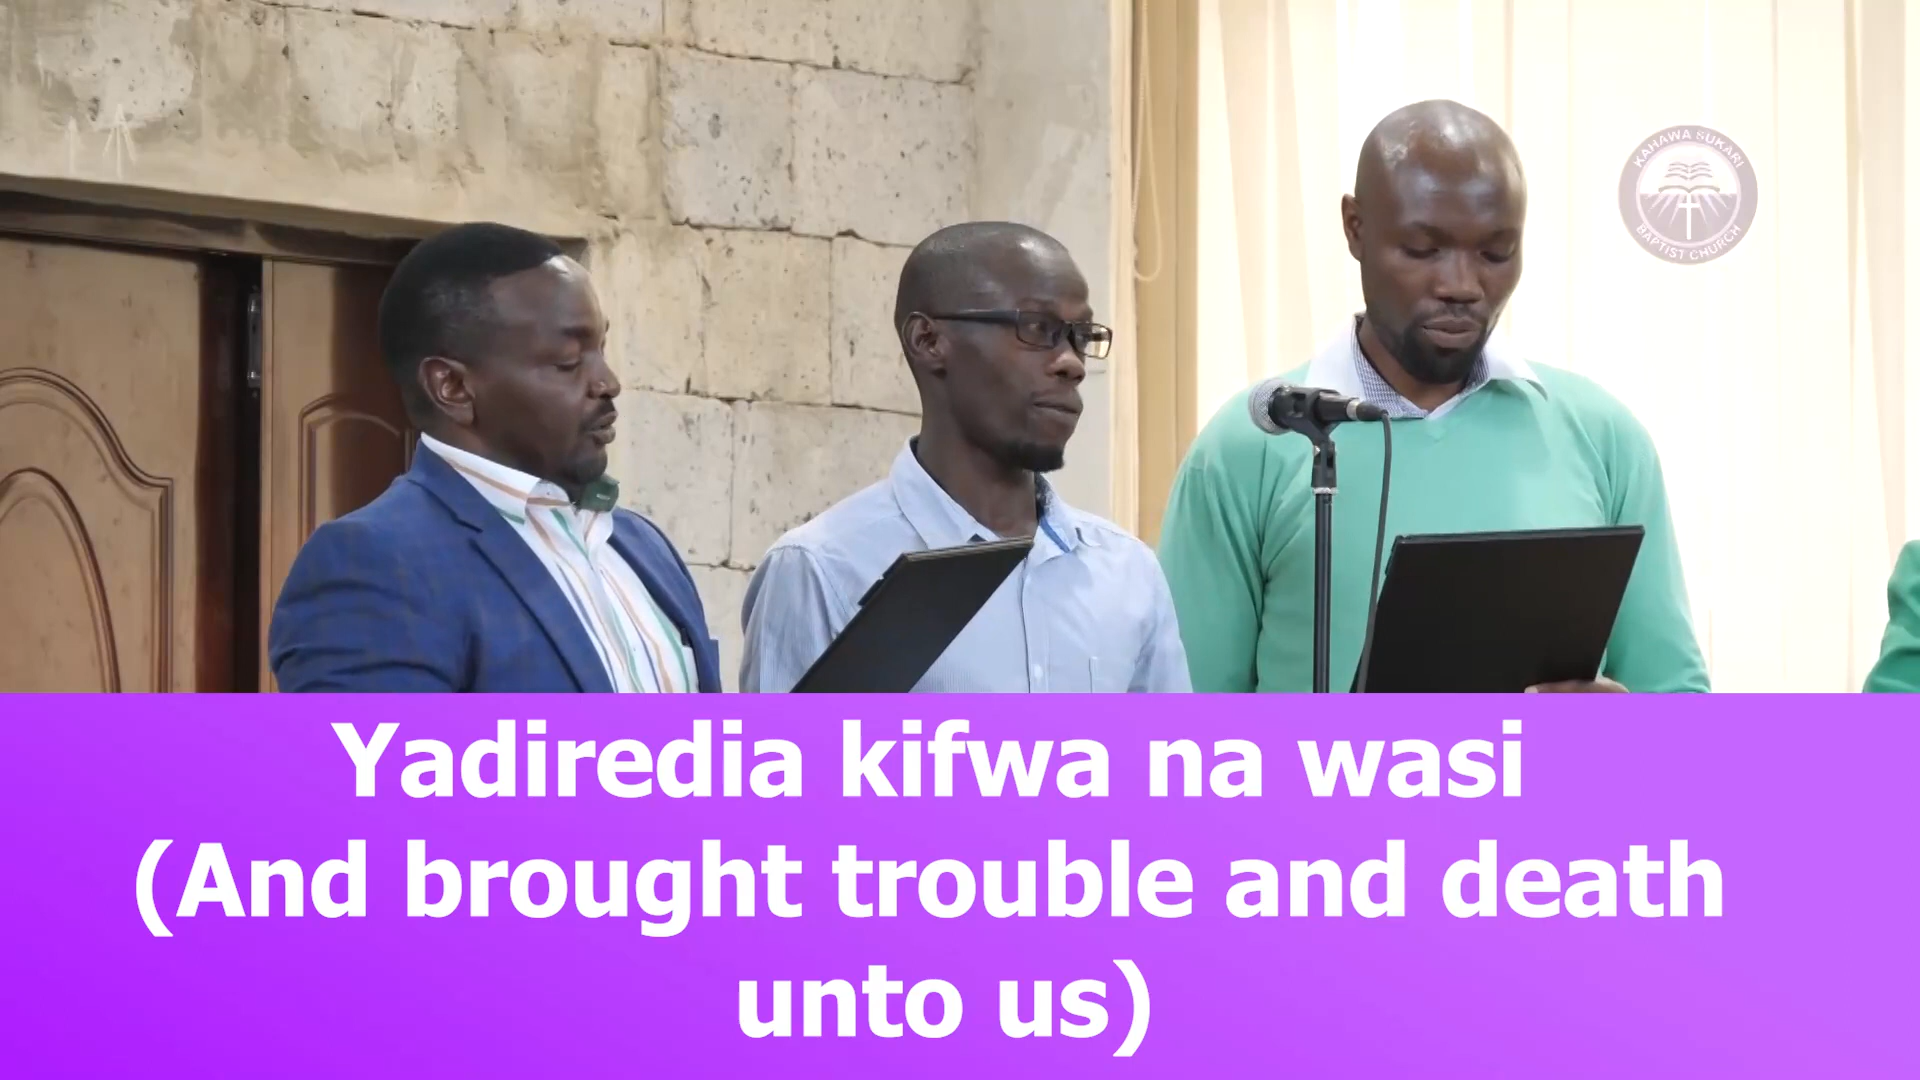 KAHAWA SUKARI
BAPTIST CHURCH
Yadiredia kifwa na wasi
(And brought trouble and death
unto us)